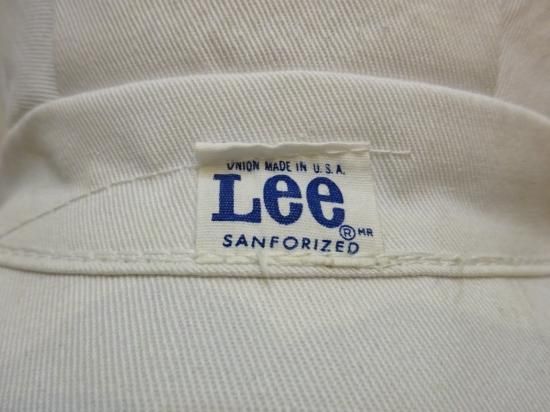 UNION MADE IN U.S.A.
Lee
® MR
SANFORIZED